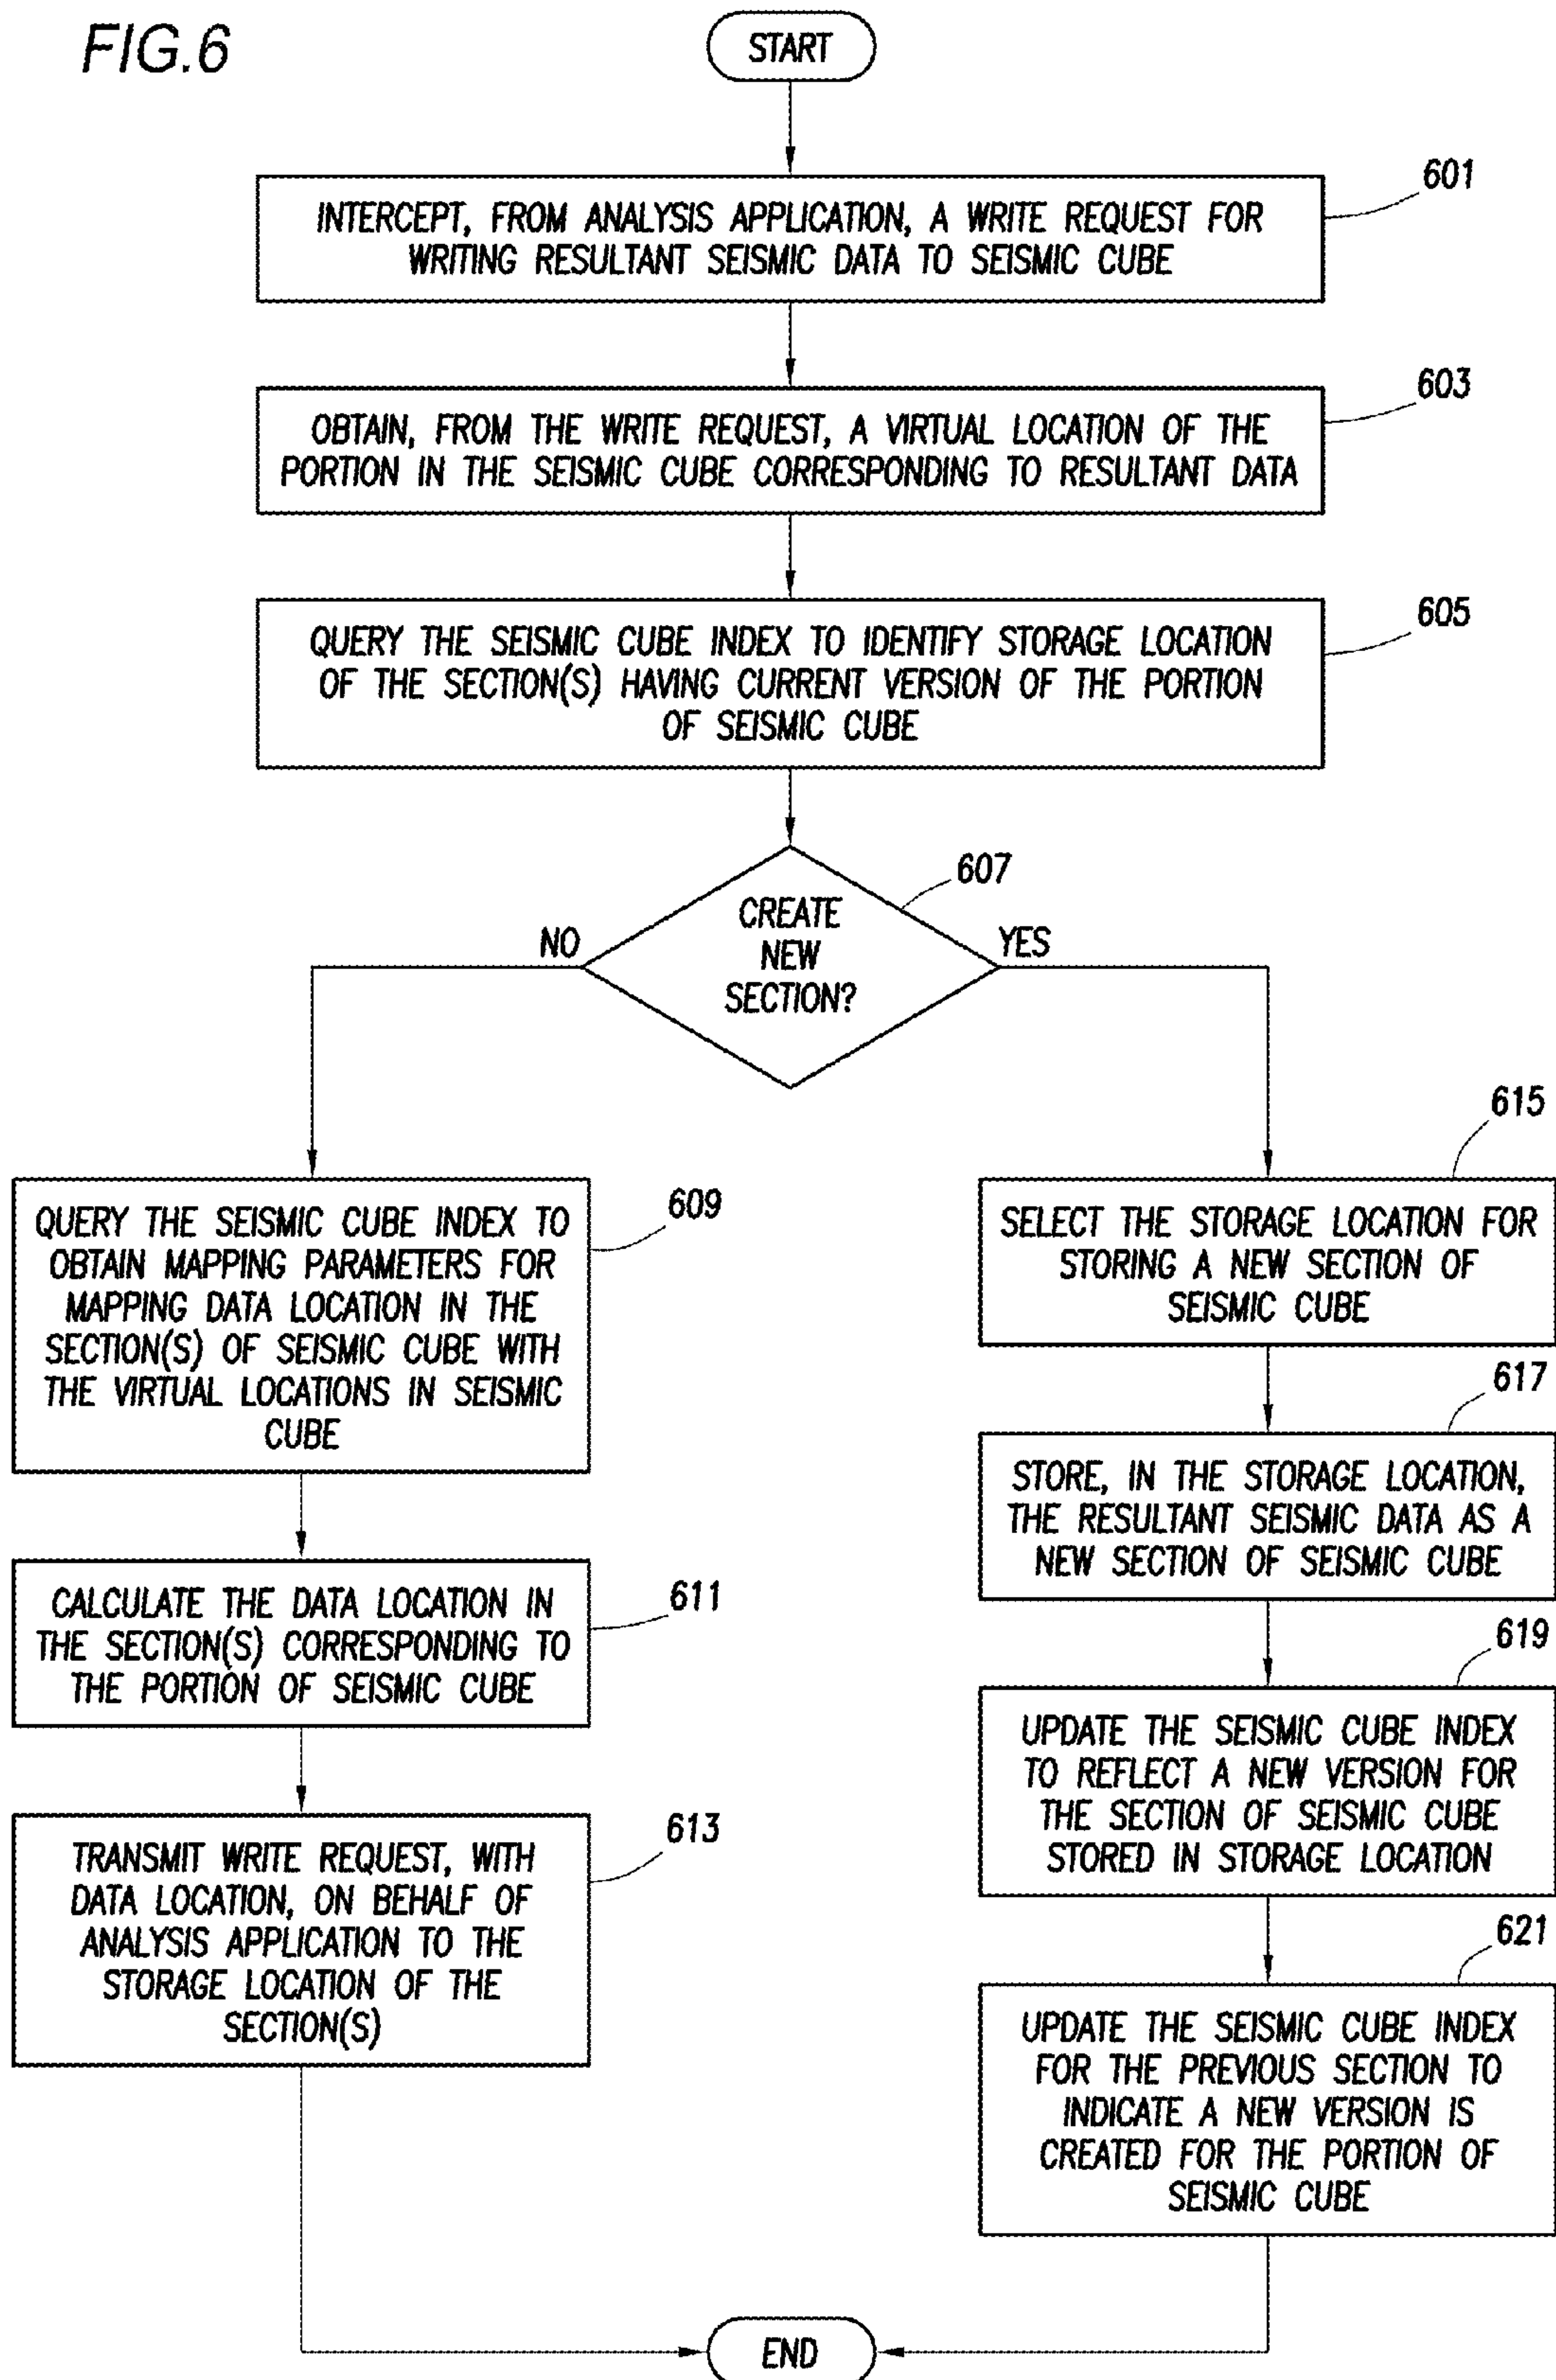 FIG.6
START
601
INTERCEPT, FROM ANALYSIS APPLICATION, A WRITE REQUEST FOR
WRITING RESULTANT SEISMIC DATA TO SEISMIC CUBE
603
OBTAIN, FROM THE WRITE REQUEST, A VIRTUAL LOCATION OF THE
PORTION IN THE SEISMIC CUBE CORRESPONDING TO RESULTANT DATA
605
QUERY THE SEISMIC CUBE INDEX TO IDENTIFY STORAGE LOCATION
OF THE SECTION(S) HAVING CURRENT VERSION OF THE PORTION
OF SEISMIC CUBE
607
CREATE
NEW
SECTION?
NO
YES
609
QUERY THE SEISMIC CUBE INDEX TO
OBTAIN MAPPING PARAMETERS FOR
MAPPING DATA LOCATION IN THE
SECTION(S) OF SEISMIC CUBE WITH
THE VIRTUAL LOCATIONS IN SEISMIC
CUBE
611
CALCULATE THE DATA LOCATION IN
THE SECTION(S) CORRESPONDING TO
THE PORTION OF SEISMIC CUBE
613
TRANSMIT WRITE REQUEST, WITH
DATA LOCATION, ON BEHALF OF
ANALYSIS APPLICATION TO THE
STORAGE LOCATION OF THE
SECTION(S)
615
SELECT THE STORAGE LOCATION FOR
STORING A NEW SECTION OF
SEISMIC CUBE
617
STORE, IN THE STORAGE LOCATION,
THE RESULTANT SEISMIC DATA AS A
NEW SECTION OF SEISMIC CUBE
619
UPDATE THE SEISMIC CUBE INDEX
TO REFLECT A NEW VERSION FOR
THE SECTION OF SEISMIC CUBE
STORED IN STORAGE LOCATION
621
UPDATE THE SEISMIC CUBE INDEX
FOR THE PREVIOUS SECTION TO
INDICATE A NEW VERSION IS
CREATED FOR THE PORTION OF
SEISMIC CUBE
END